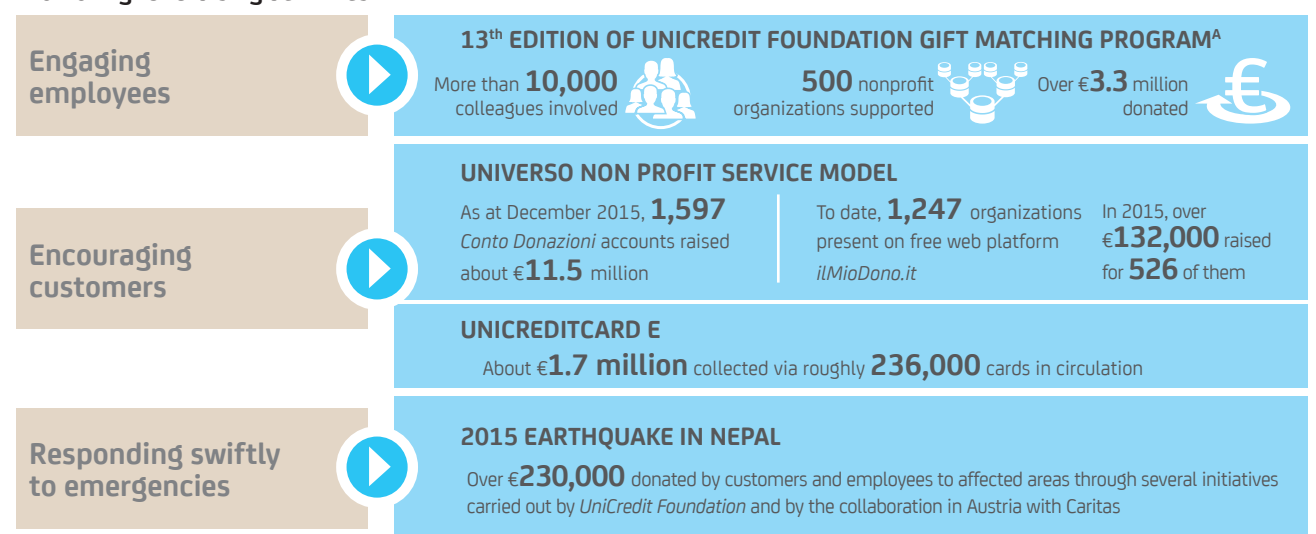 Engaging
employees
13th EDITION OF UNICREDIT FOUNDATION GIFT MATCHING PROGRAMA
More than 10,000
colleagues involved
500 nonprofit
organizations supported
Over €3.3 million
donated
€
Encouraging
customers
UNIVERSO NON PROFIT SERVICE MODEL
As at December 2015, 1,597
Conto Donazioni accounts raised
about €11.5 million
To date, 1,247 organizations
present on free web platform
ilMioDono.it
In 2015, over
€132,000 raised
for 526 of them
UNICREDITCARD E
About €1.7 million collected via roughly 236,000 cards in circulation
Responding swiftly
to emergencies
2015 EARTHQUAKE IN NEPAL
Over €230,000 donated by customers and employees to affected areas through several initiatives
carried out by UniCredit Foundation and by the collaboration in Austria with Caritas